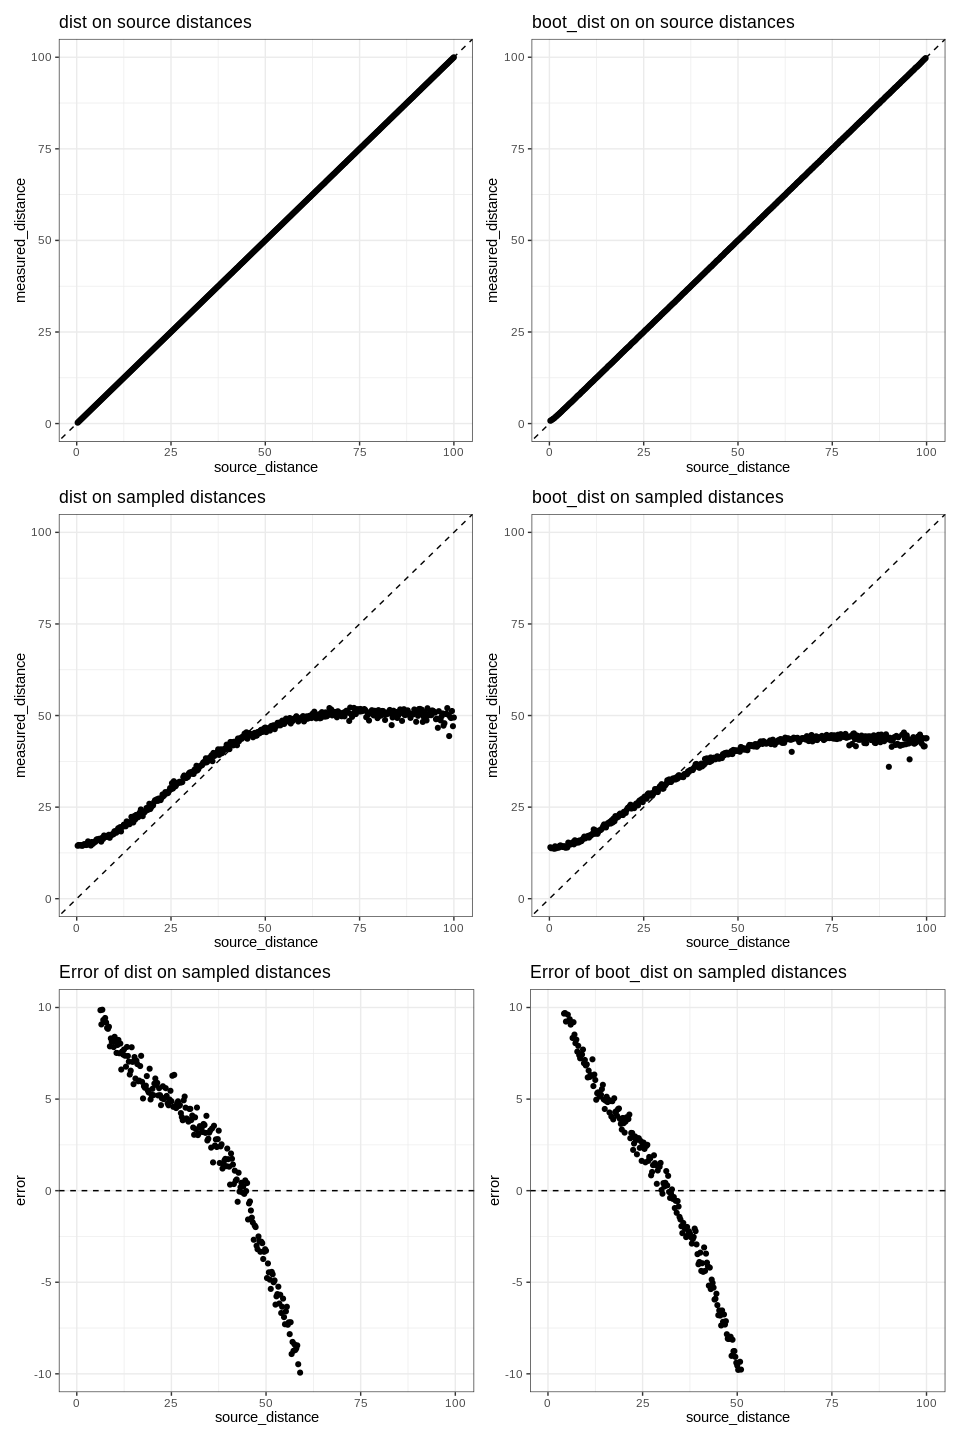 dist on source distances
measured_distance
100
75
50
25
0
0 25 50 75 100
source_distance
boot_dist on on source distances
measured_distance
100
75
50
25
0
0 25 50 75 100
source_distance
dist on sampled distances
measured_distance
100
75
50
25
0
0 25 50 75 100
source_distance
boot_dist on sampled distances
measured_distance
100
75
50
25
0
0 25 50 75 100
source_distance
Error of dist on sampled distances
error
10
5
0
-5
-10
0 25 50 75 100
source_distance
Error of boot_dist on sampled distances
error
10
5
0
-5
-10
0 25 50 75 100
source_distance